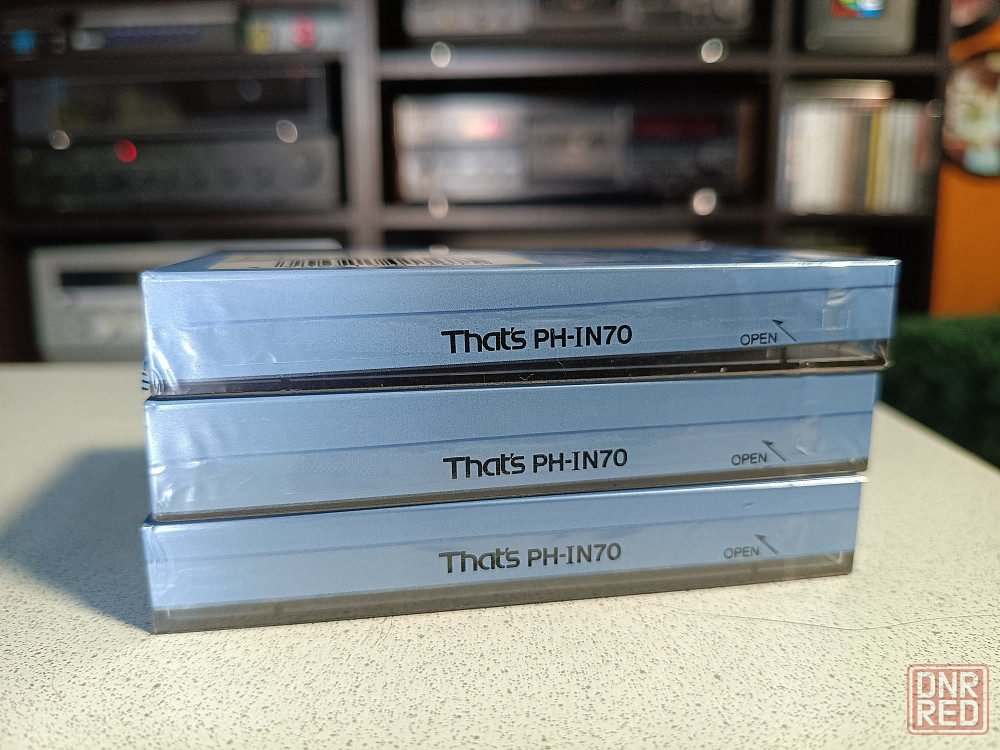 That's PH-IN70 OPEN
That's PH-IN70 OPEN
That's PH-IN70 OPEN
DNR
RED